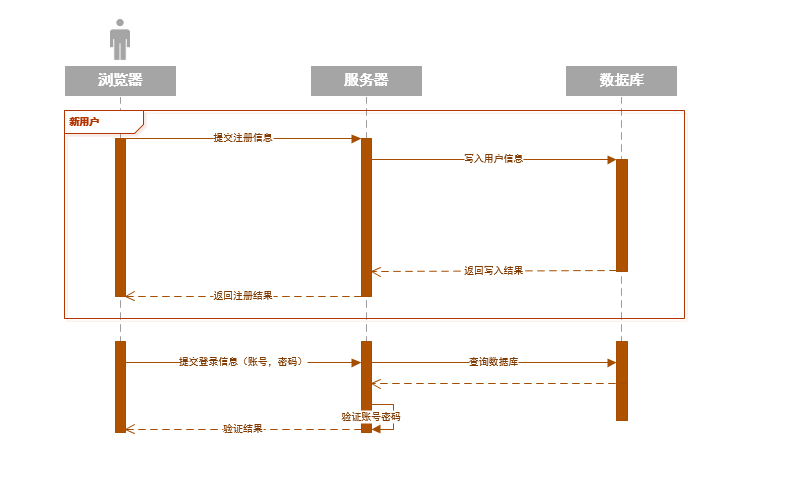 浏览器
服务器
数据库
新用户
提交注册信息
写入用户信息
返回写入结果
返回注册结果
提交登录信息（账号，密码）
查询数据库
验证账号密码
验证结果